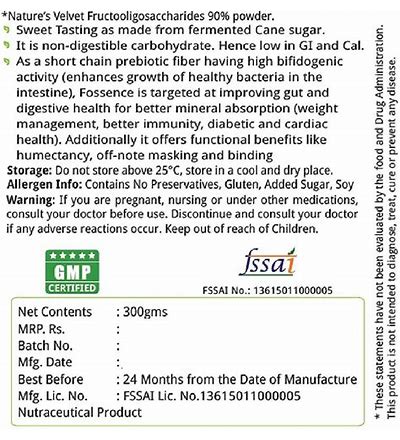 *Nature's Velvet Fructooligosaccharides 90% powder.
Sweet Tasting as made from fermented Cane sugar.
It is non-digestible carbohydrate. Hence low in GI and Cal.
As a short chain prebiotic fiber having high bifidogenic
activity (enhances growth of healthy bacteria in the
intestine), Fossence is targeted at improving gut and
digestive health for better mineral absorption (weight
management, better immunity, diabetic and cardiac
health). Additionally it offers functional benefits like
humectancy, off-note masking and binding
Storage: Do not store above 25°C, store in a cool and dry place.
Allergen Info: Contains No Preservatives, Gluten, Added Sugar, Soy
Warning: If you are pregnant, nursing or under other medications,
consult your doctor before use. Discontinue and consult your doctor
if any adverse reactions occur. Keep out of reach of Children.
GMP
CERTIFIED
fssai
FSSAI No.: 13615011000005
Net Contents : 300gms
MRP. Rs. :
Batch No. :
Mfg. Date :
Best Before : 24 Months from the Date of Manufacture
Mfg. Lic. No. : FSSAI Lic. No.13615011000005
Nutraceutical Product
* These statements have not been evaluated by the food and Drug Administration.
This product is not intended to diagnose, treat, cure or prevent any disease.